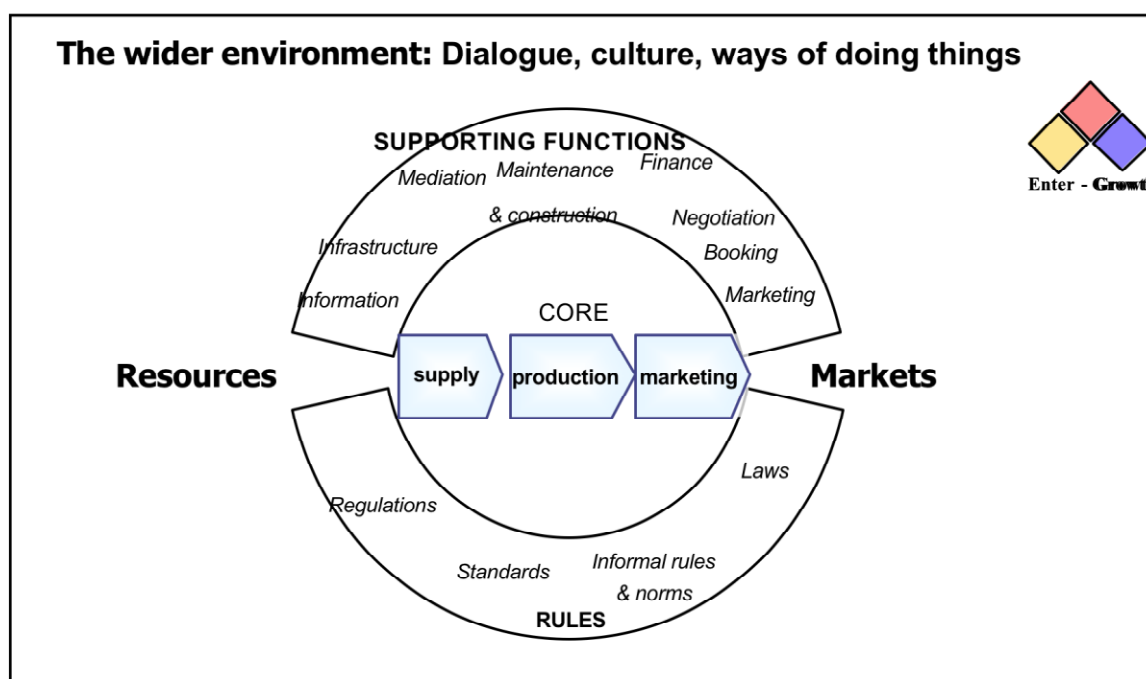 The wider environment: Dialogue, culture, ways of doing things
SUPPORTING FUNCTIONS
Mediation
Maintenance
& construction
Finance
Negotiation
Booking
Marketing
Infrastructure
Information
Enter - Growt
CORE
Resources
supply
production
marketing
Markets
Laws
Regulations
Standards
Informal rules
& norms
RULES